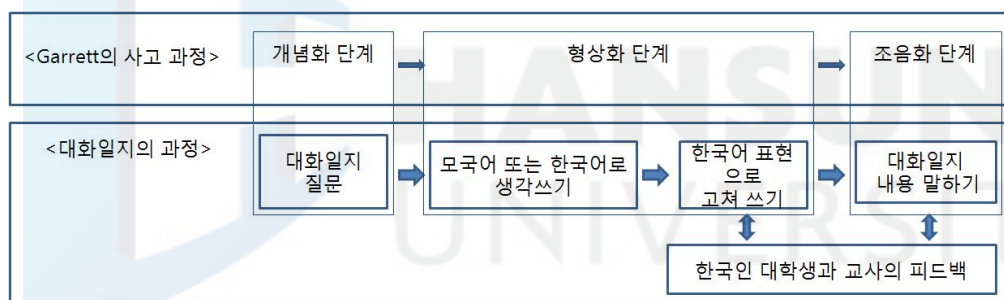 <Garrett의 사고 과정>
개념화 단계
형상화 단계
조음화 단계
<대화일지의 과정>
대화일지
질문
모국어 또는 한국어로
생각쓰기
한국어 표현
으로
고쳐 쓰기
대화일지
내용 말하기
한국인 대학생과 교사의 피드백
HANSUN
UNIVERSIT